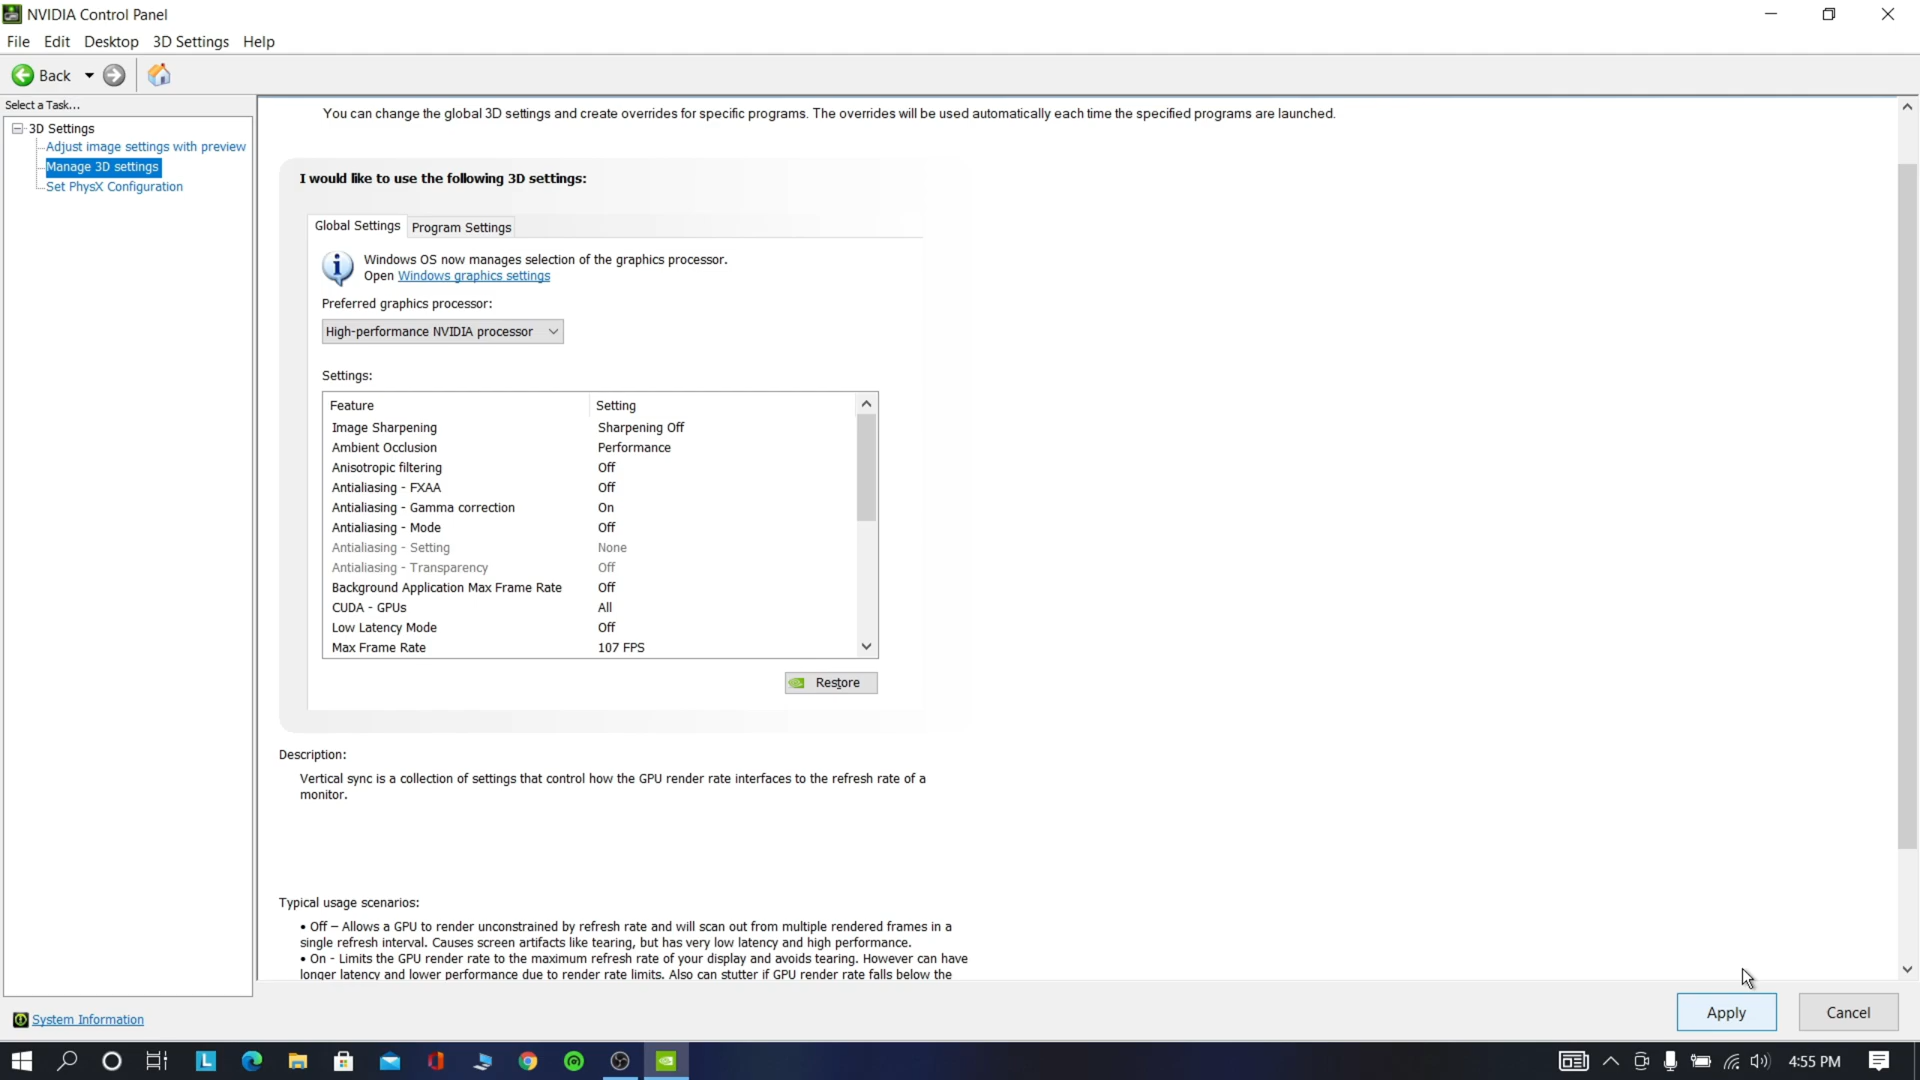 NVIDIA Control Panel
File Edit Desktop 3D Settings Help
Back
Select a Task...
3D Settings
Adjust image settings with preview
Manage 3D settings
Set PhysX Configuration
You can change the global 3D settings and create overrides for specific programs. The overrides will be used automatically each time the specified programs are launched.
I would like to use the following 3D settings:
Global Settings Program Settings
Windows OS now manages selection of the graphics processor.
Open Windows graphics settings
Preferred graphics processor:
High-performance NVIDIA processor
Settings:
Feature Setting
Image Sharpening Sharpening Off
Ambient Occlusion Performance
Anisotropic filtering Off
Antialiasing - FXAA Off
Antialiasing - Gamma correction On
Antialiasing - Mode Off
Antialiasing - Setting None
Antialiasing - Transparency Off
Background Application Max Frame Rate Off
CUDA - GPUs All
Low Latency Mode Off
Max Frame Rate 107 FPS
Restore
Description:
Vertical sync is a collection of settings that control how the GPU render rate interfaces to the refresh rate of a
monitor.
Typical usage scenarios:
• Off – Allows a GPU to render unconstrained by refresh rate and will scan out from multiple rendered frames in a
single refresh interval. Causes screen artifacts like tearing, but has very low latency and high performance.
• On - Limits the GPU render rate to the maximum refresh rate of your display and avoids tearing. However can have
longer latency and lower performance due to render rate limits. Also can stutter if GPU render rate falls below the
System Information
Apply Cancel
L
4:55 PM